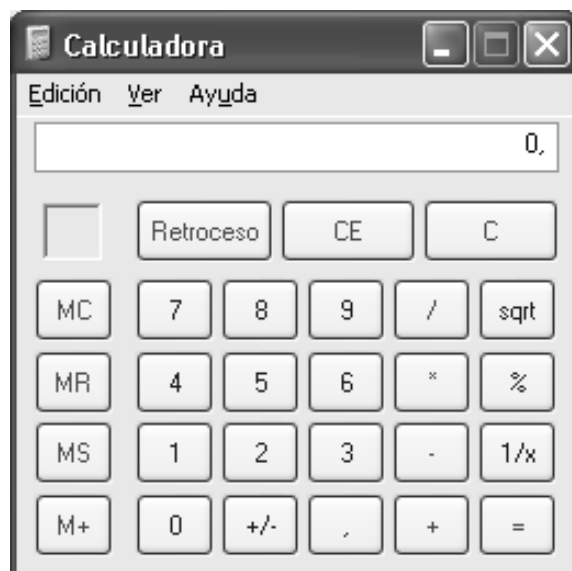 Calculadora
Edición Ver Ayuda
0,
Retroceso CE C
MC 7 8 9 / sqrt
MR 4 5 6 * %
MS 1 2 3 - 1/x
M+ 0 +/- , + =